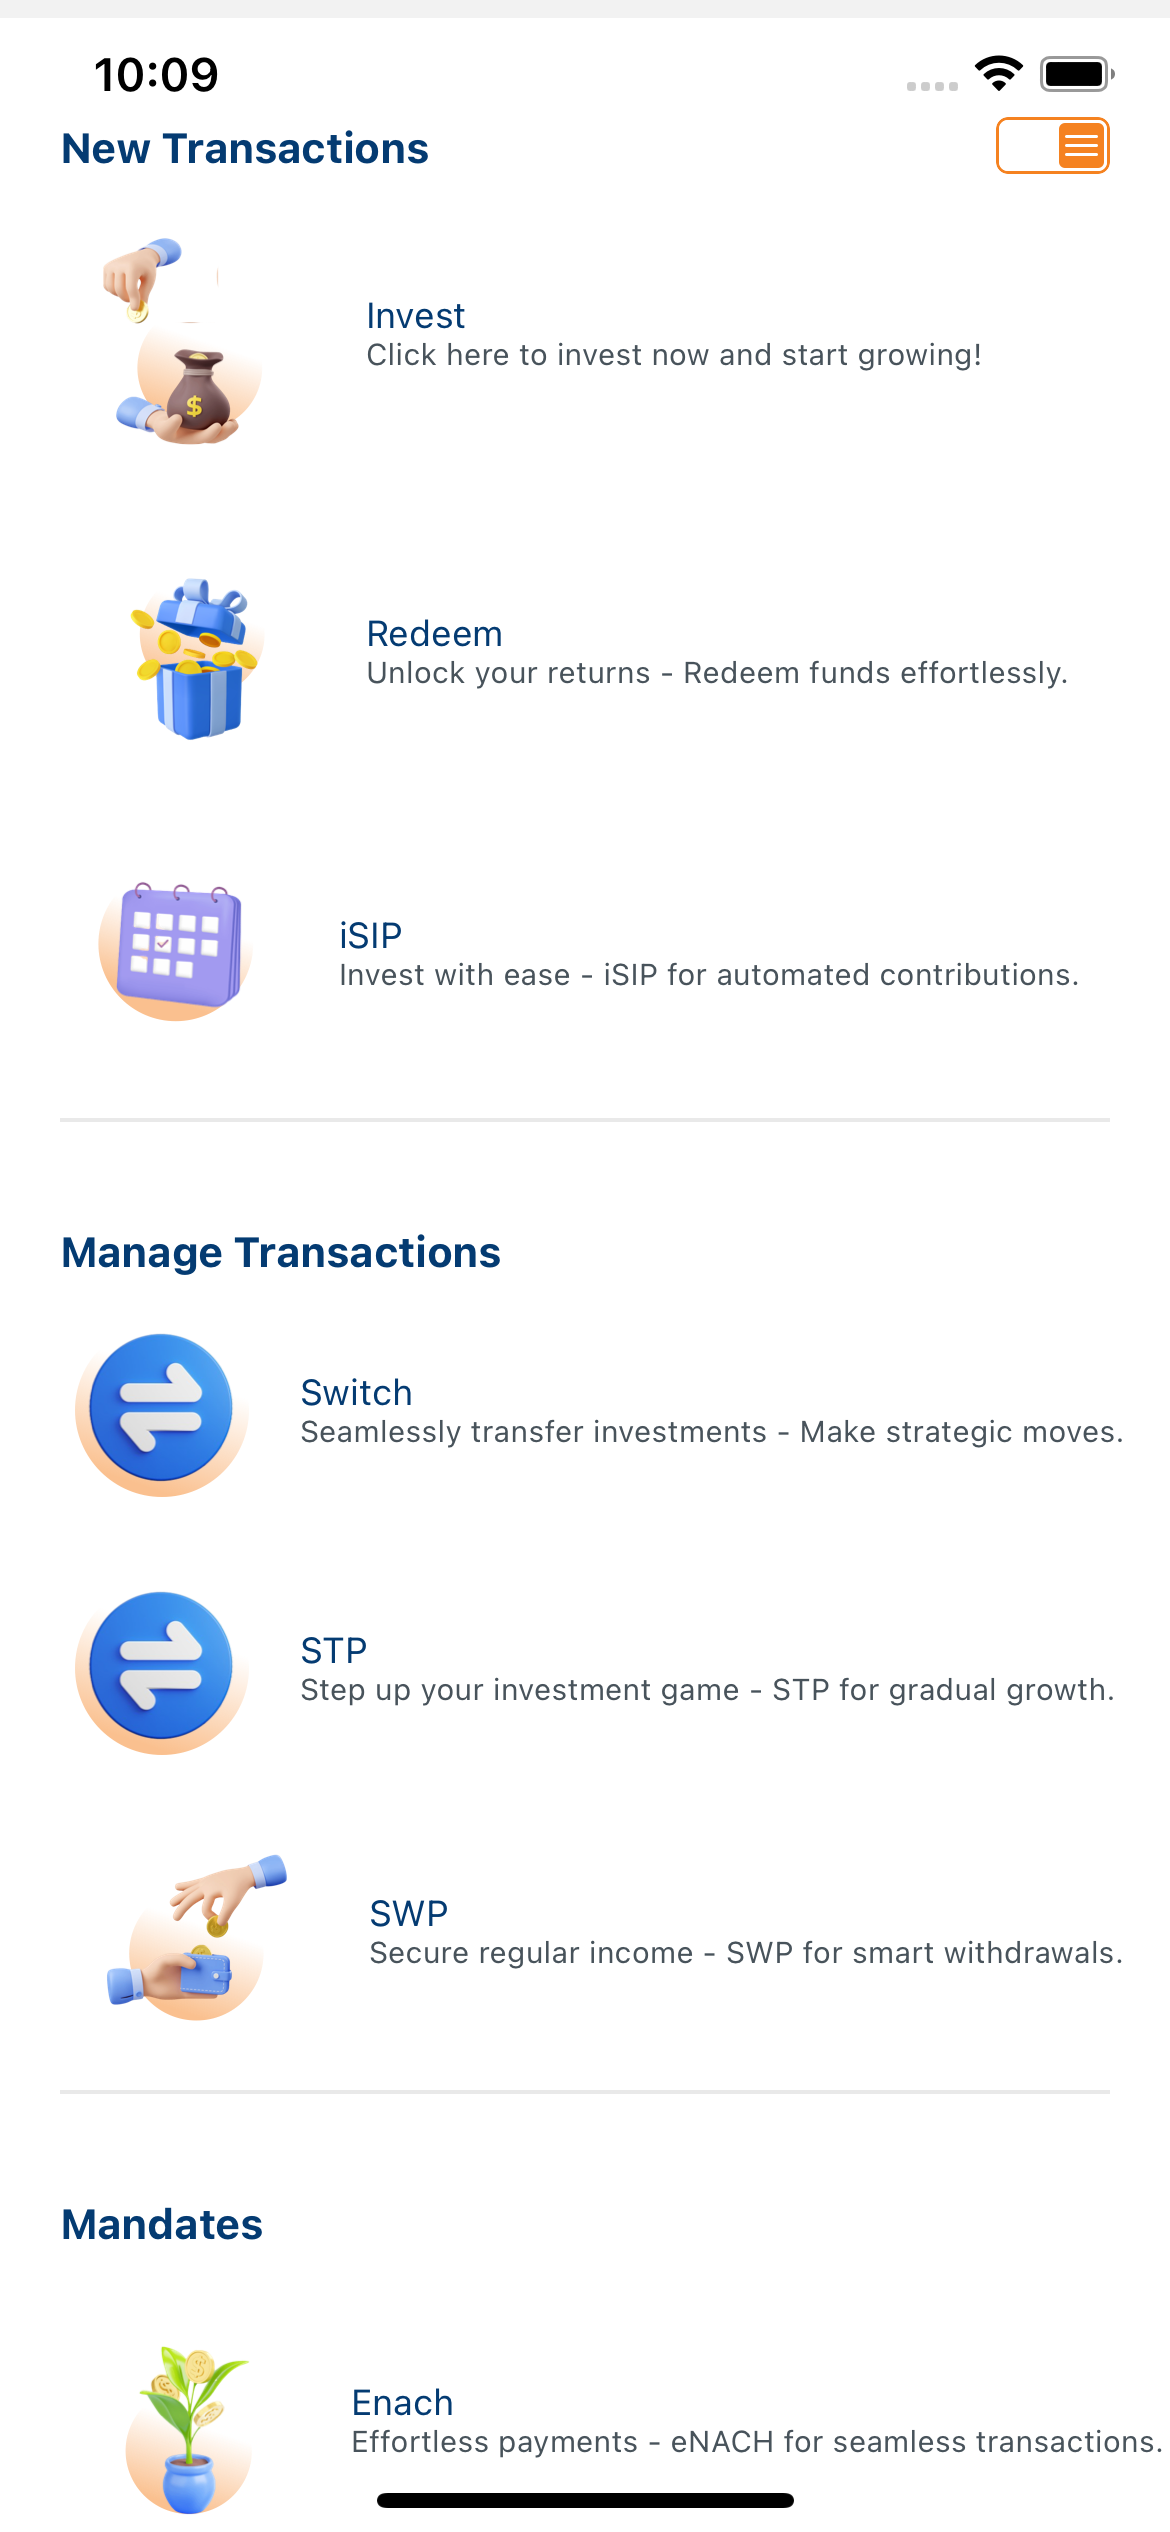 10:09
New Transactions
Invest
Click here to invest now and start growing!
$
Redeem
Unlock your returns - Redeem funds effortlessly.
iSIP
Invest with ease - iSIP for automated contributions.
Manage Transactions
Switch
Seamlessly transfer investments - Make strategic moves.
STP
Step up your investment game - STP for gradual growth.
SWP
Secure regular income - SWP for smart withdrawals.
Mandates
Enach
Effortless payments - eNACH for seamless transactions.